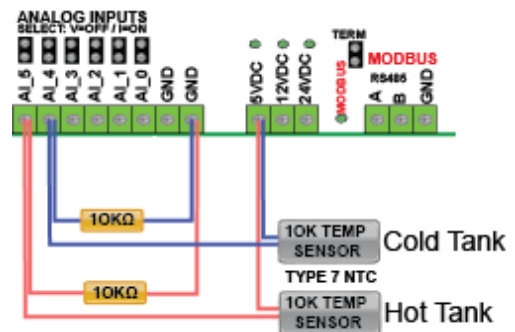 ANALOG INPUTS
SELECT: V=OFF / I=ON
TERM
MODBUS
RS485
AI_5 AI_4 AI_3 AI_2 AI_1 AI_0 GND GND
5VDC 12VDC 24VDC
MODBUS
A B GND
10KΩ
10K TEMP
SENSOR
Cold Tank
TYPE 7 NTC
10KΩ
10K TEMP
SENSOR
Hot Tank